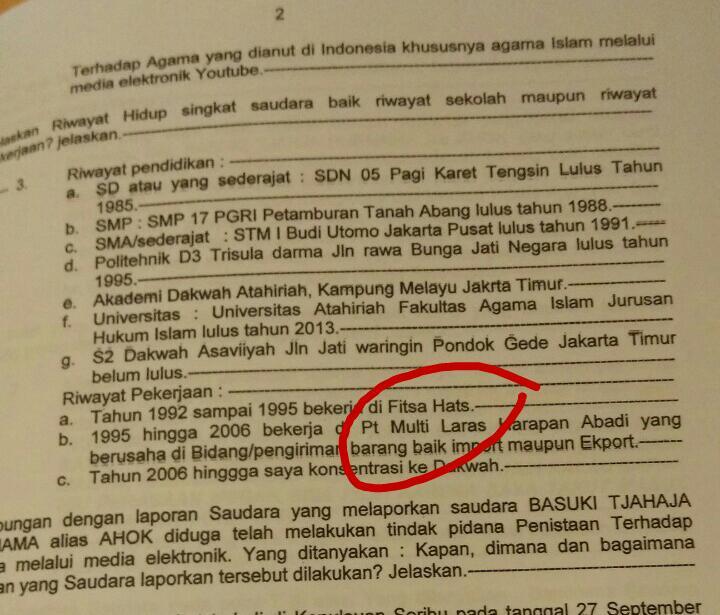 2
Terhadap Agama yang dianut di Indonesia khususnya agama Islam melalui
media elektronik Youtube.
Riwayat Hidup singkat saudara baik riwayat sekolah maupun riwayat
jelaskan.
3. Riwayat pendidikan :
a. SD atau yang sederajat : SDN 05 Pagi Karet Tengsin Lulus Tahun
1985.
b. SMP : SMP 17 PGRI Petamburan Tanah Abang lulus tahun 1988.
c. SMA/sederajat : STM I Budi Utomo Jakarta Pusat lulus tahun 1991.
d. Politehnik D3 Trisula darma Jln rawa Bunga Jati Negara lulus tahun
1995.
e. Akademi Dakwah Atahiriah, Kampung Melayu Jakrta Timur.
f. Universitas : Universitas Atahiriah Fakultas Agama Islam Jurusan
Hukum Islam lulus tahun 2013.
g. S2 Dakwah Asaviiyah Jln Jati waringin Pondok Gede Jakarta Timur
belum lulus.
Riwayat Pekerjaan :
a. Tahun 1992 sampai 1995 bekerja di Fitsa Hats.
b. 1995 hingga 2006 bekerja di Pt Multi Laras Harapan Abadi yang
berusaha di Bidang/pengiriman barang baik import maupun Ekport.
c. Tahun 2006 hinggga saya konsentrasi ke Dakwah.
dengan laporan Saudara yang melaporkan saudara BASUKI TJAHAJA
alias AHOK diduga telah melakukan tindak pidana Penistaan Terhadap
melalui media elektronik. Yang ditanyakan : Kapan, dimana dan bagaimana
yang Saudara laporkan tersebut dilakukan? Jelaskan.
Seribu pada tanggal 27 September